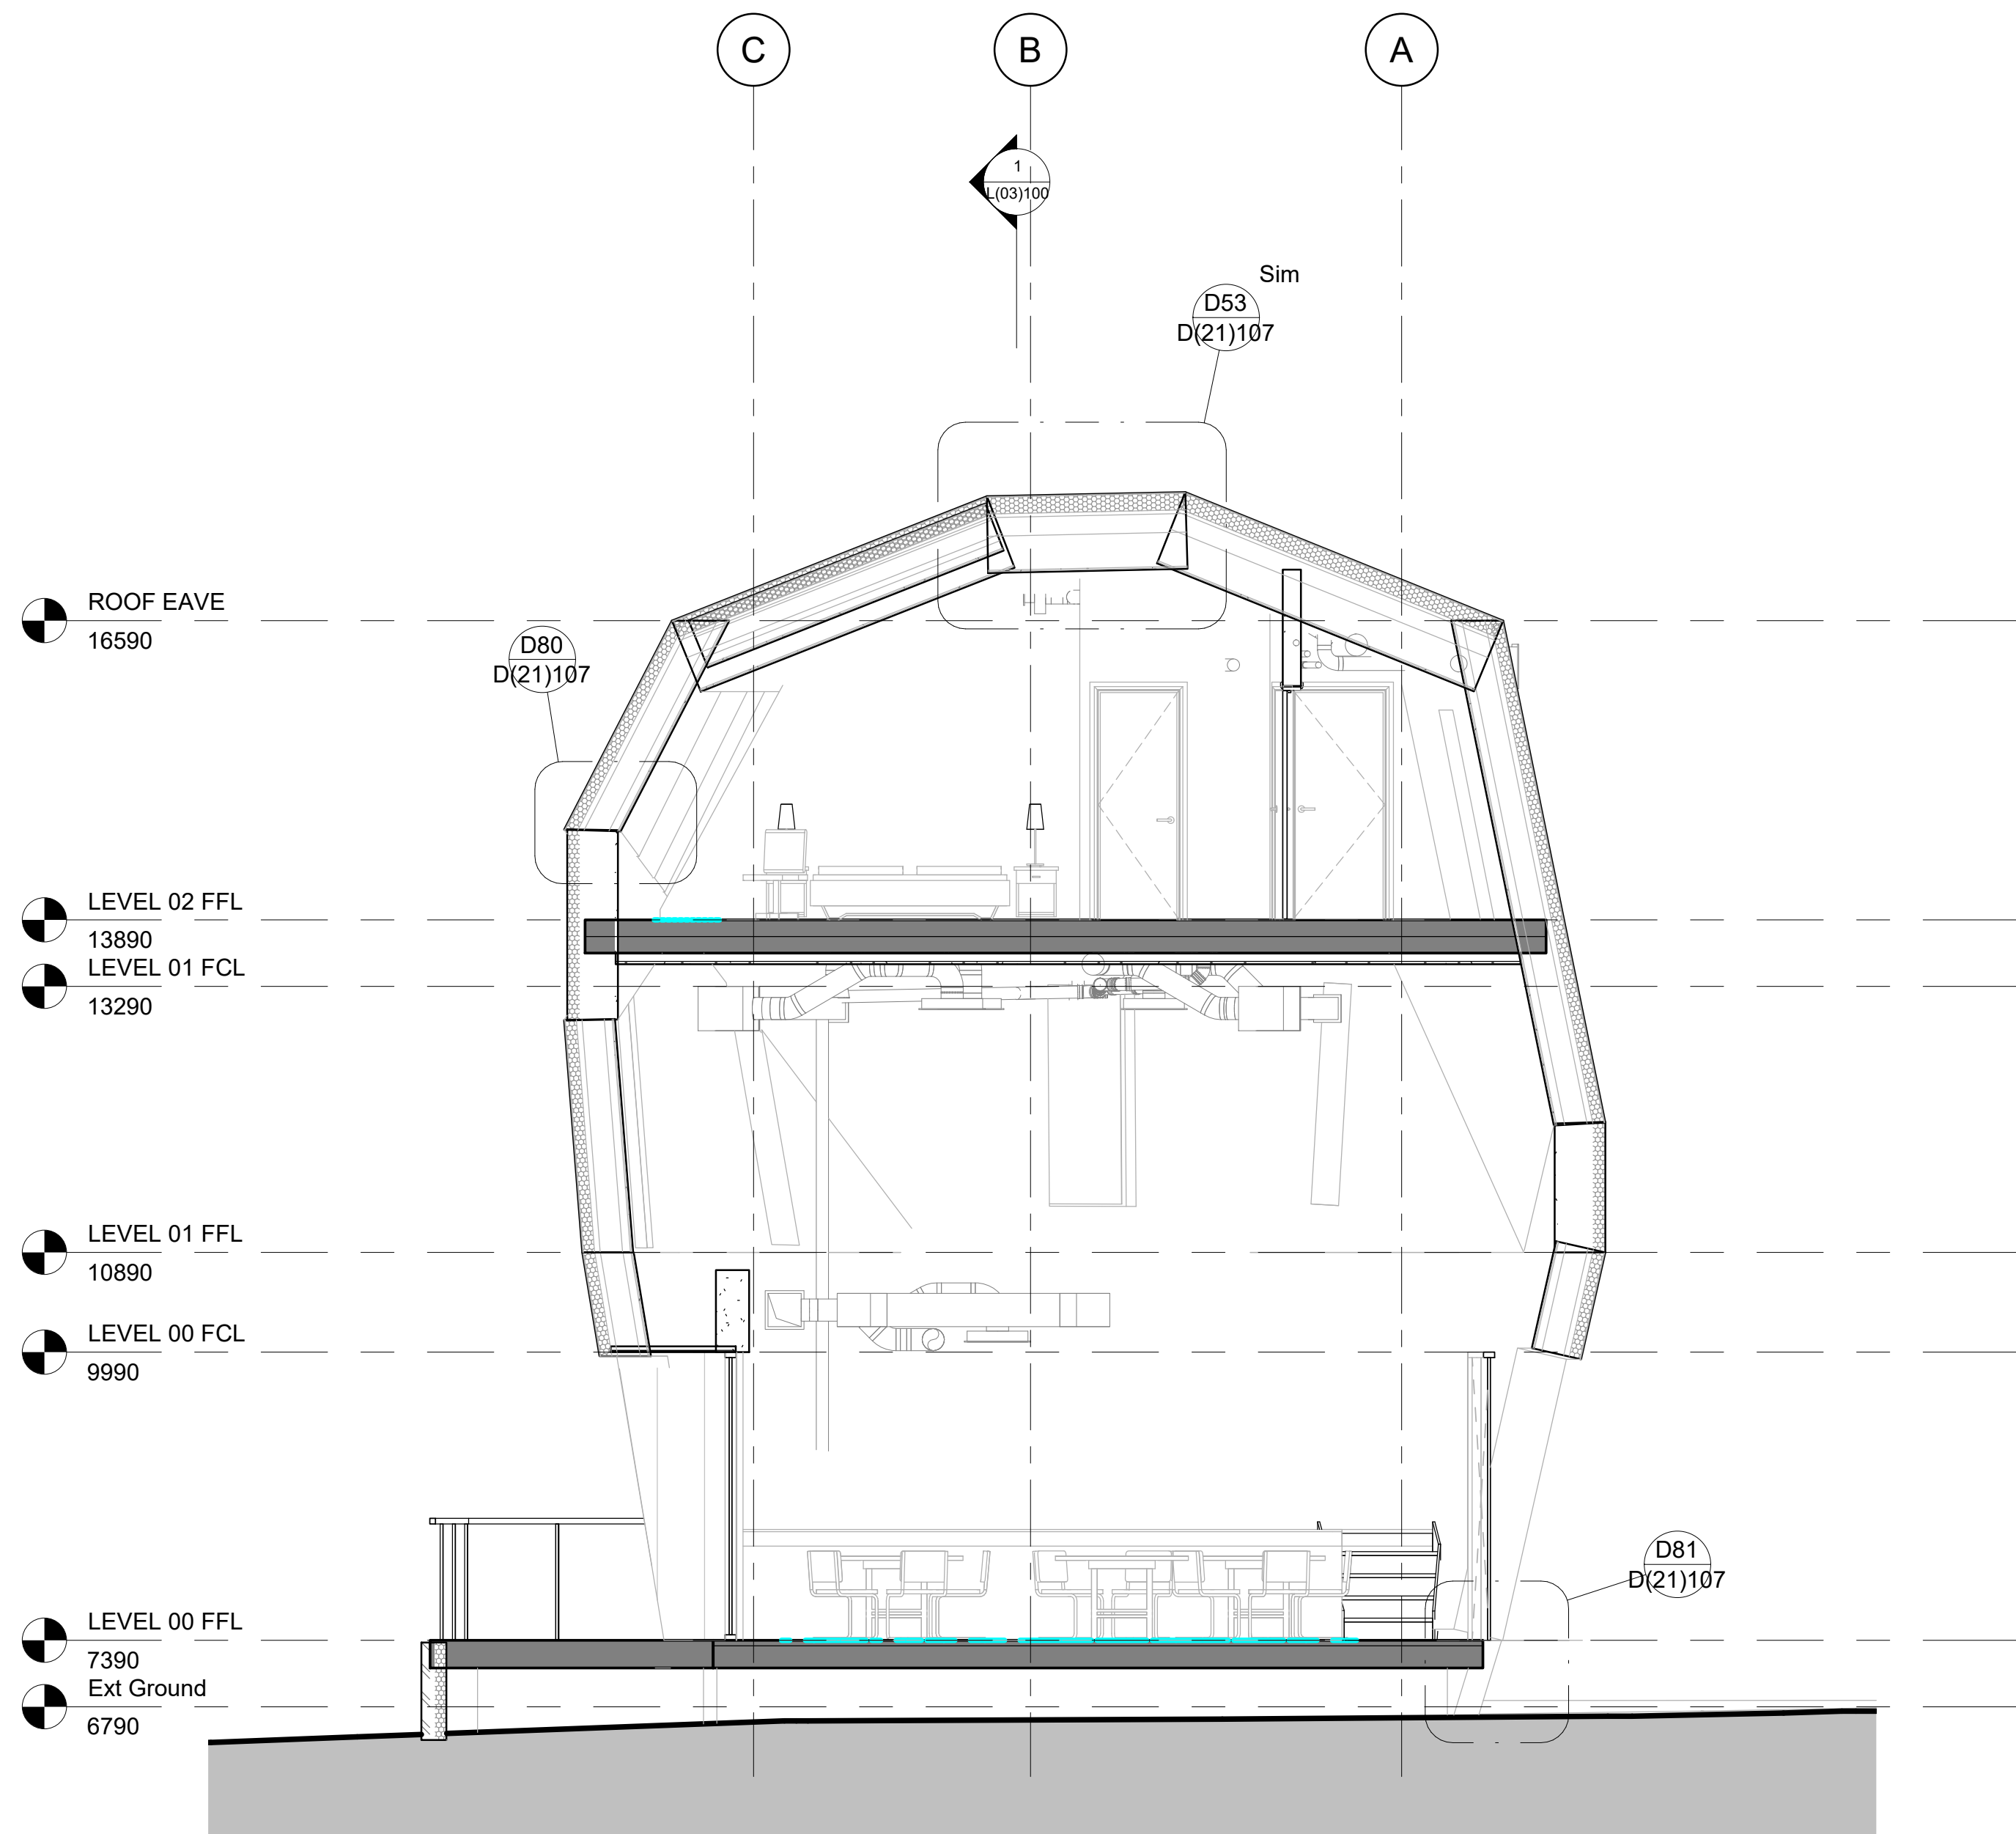 C
B
A
1
L(03)100
Sim
D53
D(21)107
ROOF EAVE
16590
D80
D(21)107
LEVEL 02 FFL
13890
LEVEL 01 FCL
13290
LEVEL 01 FFL
10890
LEVEL 00 FCL
9990
D81
D(21)107
LEVEL 00 FFL
7390
Ext Ground
6790